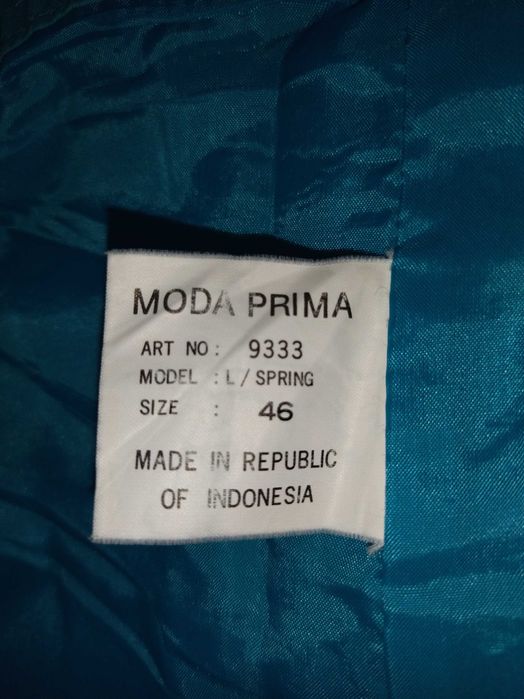 MODA PRIMA
ART NO : 9333
MODEL : L / SPRING
SIZE : 46
MADE IN REPUBLIC
OF INDONESIA